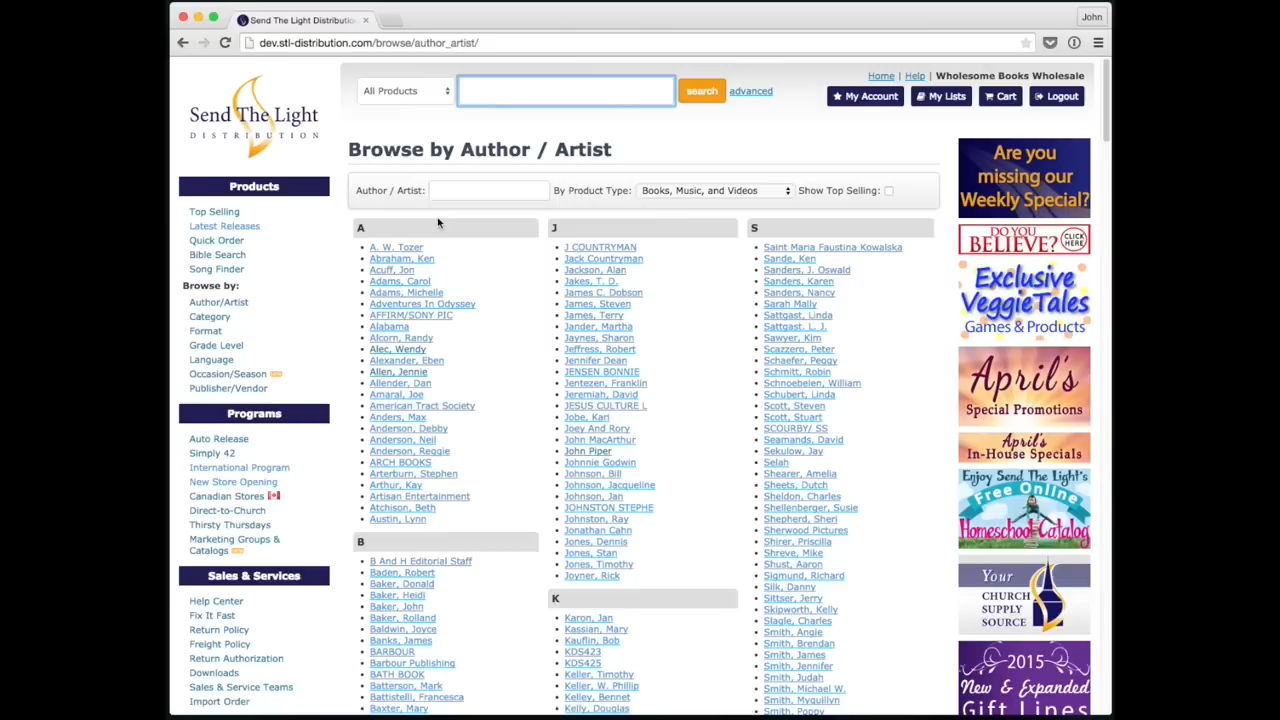 Send The Light Distributio
John
dev.stl-distribution.com/browse/author_artist/
Send The Light
DISTRIBUTION
All Products
search
advanced
Home | Help | Wholesome Books Wholesale
My Account
My Lists
Cart
Logout
Products
Top Selling
Latest Releases
Quick Order
Bible Search
Song Finder
Browse by:
Author/Artist
Category
Format
Grade Level
Language
Occasion/Season
Publisher/Vendor
Programs
Auto Release
Simply 42
International Program
New Store Opening
Canadian Stores
Direct-to-Church
Thirsty Thursdays
Marketing Groups &
Catalogs
Sales & Services
Help Center
Fix It Fast
Return Policy
Freight Policy
Return Authorization
Downloads
Sales & Service Teams
Import Order
Browse by Author / Artist
Author / Artist:
By Product Type: Books, Music, and Videos
Show Top Selling:
A
A. W. Tozer
Abraham, Ken
Acuff, Jon
Adams, Carol
Adams, Michelle
Adventures In Odyssey
AFFIRM/SONY PIC
Alabama
Alcorn, Randy
Alec, Wendy
Alexander, Eben
Allen, Jennie
Allender, Dan
Amaral, Joe
American Tract Society
Anders, Max
Anderson, Debby
Anderson, Neil
Anderson, Reggie
ARCH BOOKS
Arterburn, Stephen
Arthur, Kay
Artisan Entertainment
Atchison, Beth
Austin, Lynn
B
B And H Editorial Staff
Baden, Robert
Baker, Donald
Baker, Heidi
Baker, John
Baker, Rolland
Baldwin, Joyce
Banks, James
BARBOUR
Barbour Publishing
BATH BOOK
Batterson, Mark
Battistelli, Francesca
Baxter, Mary
J
J COUNTRYMAN
Jack Countryman
Jackson, Alan
Jakes, T. D.
James C. Dobson
James, Steven
James, Terry
Jander, Martha
Jaynes, Sharon
Jeffress, Robert
Jennifer Dean
JENSEN BONNIE
Jentezen, Franklin
Jeremiah, David
JESUS CULTURE L
Jobe, Kari
Joey And Rory
John MacArthur
John Piper
Johnnie Godwin
Johnson, Bill
Johnson, Jacqueline
Johnson, Jan
JOHNSTON STEPHE
Johnston, Ray
Jonathan Cahn
Jones, Dennis
Jones, Stan
Jones, Timothy
Joyner, Rick
K
Karon, Jan
Kassian, Mary
Kauflin, Bob
KDS423
KDS425
Keller, Timothy
Keller, W. Phillip
Kelley, Bennet
Kelly, Douglas
S
Saint Maria Faustina Kowalska
Sande, Ken
Sanders, J. Oswald
Sanders, Karen
Sanders, Nancy
Sarah Mally
Sattgast, Linda
Sattgast. L. J.
Sawyer, Kim
Scazzero, Peter
Schaefer, Peggy
Schmitt, Robin
Schnoebelen, William
Schubert, Linda
Scott, Steven
Scott, Stuart
SCOURBY/ SS
Seamands, David
Sekulow, Jay
Selah
Shearer, Amelia
Sheets, Dutch
Sheldon, Charles
Shellenberger, Susie
Shepherd, Sheri
Sherwood Pictures
Shirer, Priscilla
Shreve, Mike
Shust, Aaron
Sigmund, Richard
Silk, Danny
Sittser, Jerry
Skipworth, Kelly
Slagle, Charles
Smith, Angie
Smith, Brendan
Smith, James
Smith, Jennifer
Smith, Judah
Smith, Michael W.
Smith, Myquillyn
Smith, Poppy
Are you
missing our
Weekly Special?
DO YOU
BELIEVE?
CLICK
HERE
Exclusive
VeggieTales
Games & Products
April's
Special Promotions
April's
In-House Specials
Enjoy Send The Light's
Free Online
Homeschool Catalog
Your
CHURCH
SUPPLY
SOURCE
2015
New & Expanded
Gift Lines